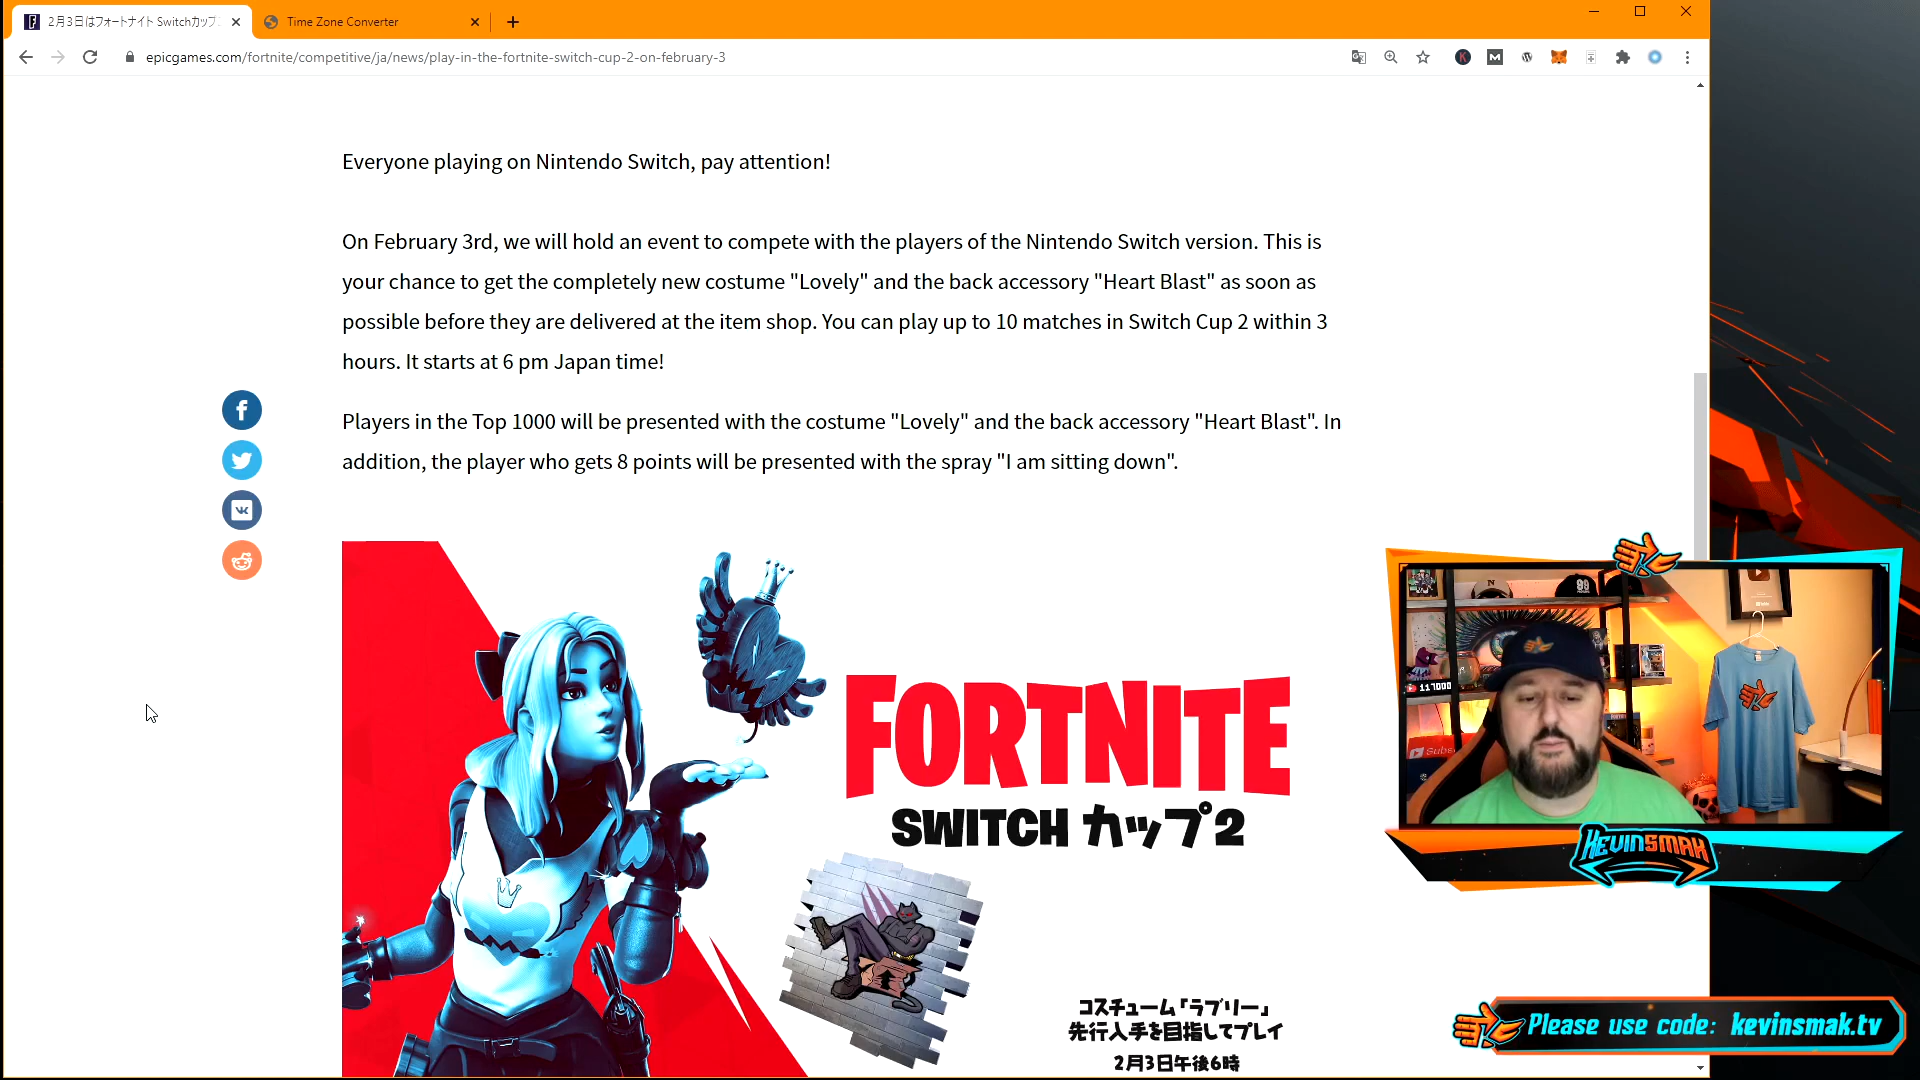 2月3日はフォートナイト Switchカップ
Time Zone Converter
epicgames.com/fortnite/competitive/ja/news/play-in-the-fortnite-switch-cup-2-on-february-3
Everyone playing on Nintendo Switch, pay attention!
On February 3rd, we will hold an event to compete with the players of the Nintendo Switch version. This is
your chance to get the completely new costume "Lovely" and the back accessory "Heart Blast" as soon as
possible before they are delivered at the item shop. You can play up to 10 matches in Switch Cup 2 within 3
hours. It starts at 6 pm Japan time!
Players in the Top 1000 will be presented with the costume "Lovely" and the back accessory "Heart Blast". In
addition, the player who gets 8 points will be presented with the spray "I am sitting down".
FORTNITE
SWITCH カップ2
コスチューム「ラブリー」
先行入手を目指してプレイ
2月3日午後6時
117000
Subs
99
KEVINSMAK
Please use code: kevinsmak.tv